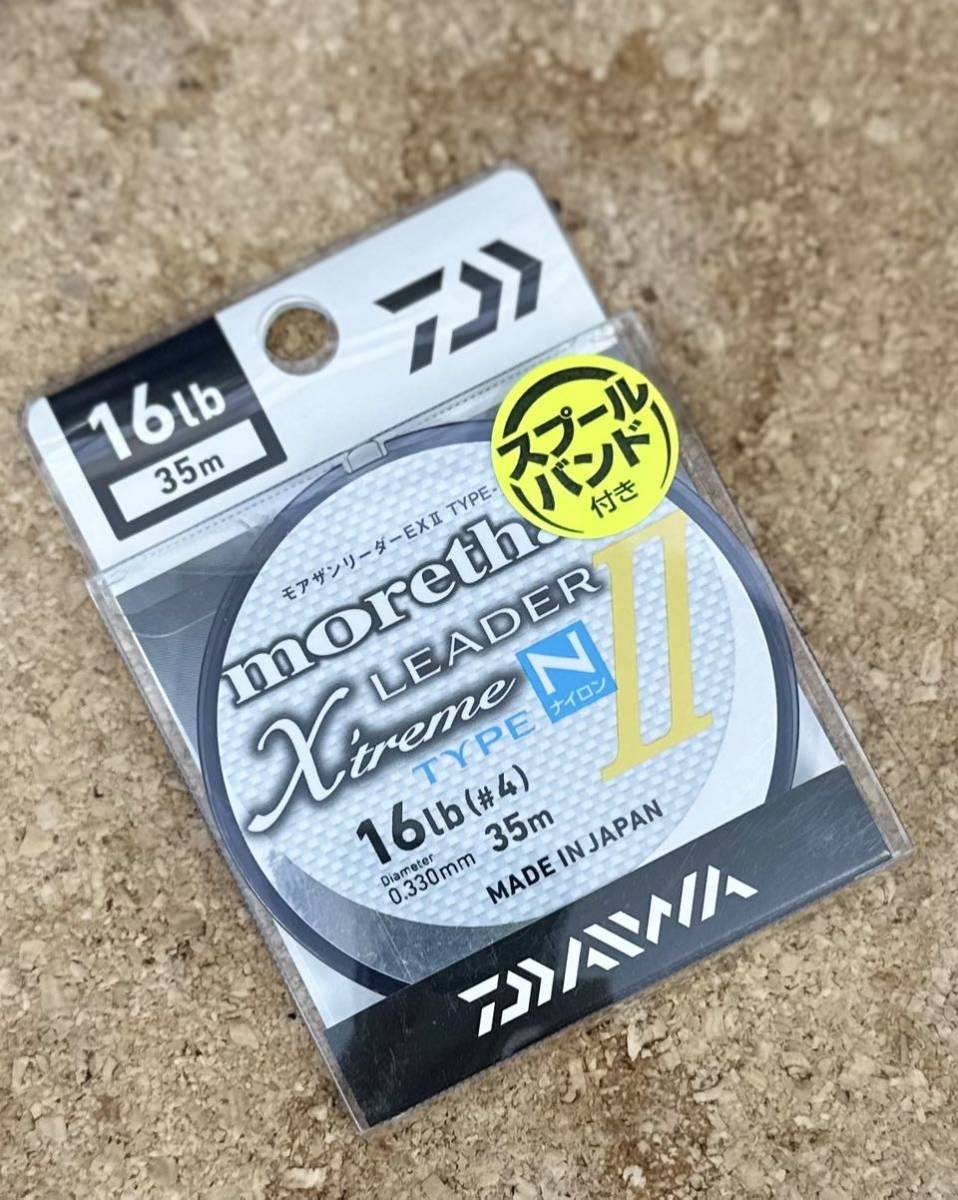 16lb
35m
スプール
バンド
付き
モアザンリーダーEXⅡ TYPE-
LEADER
X'treme
TYPE N
ナイロン
Ⅱ
16lb(#4) 35m
Diameter
0.330mm
MADE IN JAPAN
DAIWA